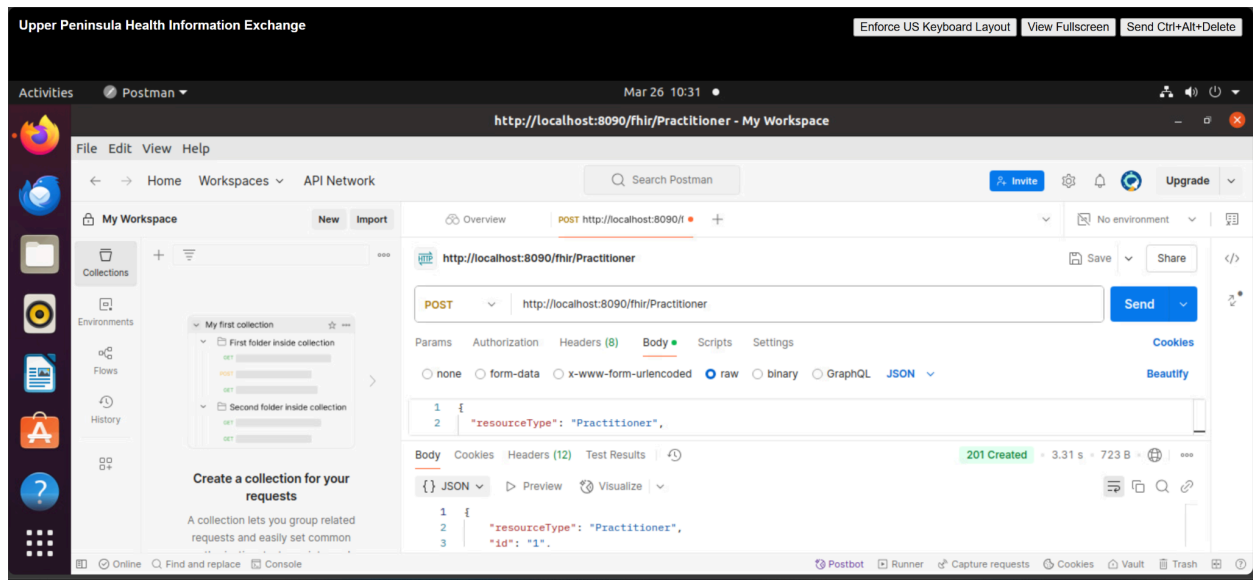 Upper Peninsula Health Information Exchange
Enforce US Keyboard Layout View Fullscreen Send Ctrl+Alt+Delete
Activities Postman Mar 26 10:31
http://localhost:8090/fhir/Practitioner - My Workspace
File Edit View Help
Home Workspaces API Network Search Postman Invite Upgrade
My Workspace New Import Overview POST http://localhost:8090/f No environment
Collections
HTTP http://localhost:8090/fhir/Practitioner Save Share
Environments
POST http://localhost:8090/fhir/Practitioner Send
My first collection
First folder inside collection
GET
POST
GET
Second folder inside collection
GET
GET
Flows
History
Params Authorization Headers (8) Body Scripts Settings Cookies
none form-data x-www-form-urlencoded raw binary GraphQL JSON Beautify
1 {
2 "resourceType": "Practitioner",
Body Cookies Headers (12) Test Results 201 Created 3.31 s 723 B
{} JSON Preview Visualize
1 {
2 "resourceType": "Practitioner",
3 "id": "1".
Create a collection for your
requests
A collection lets you group related
requests and easily set common
Online Find and replace Console Postbot Runner Capture requests Cookies Vault Trash